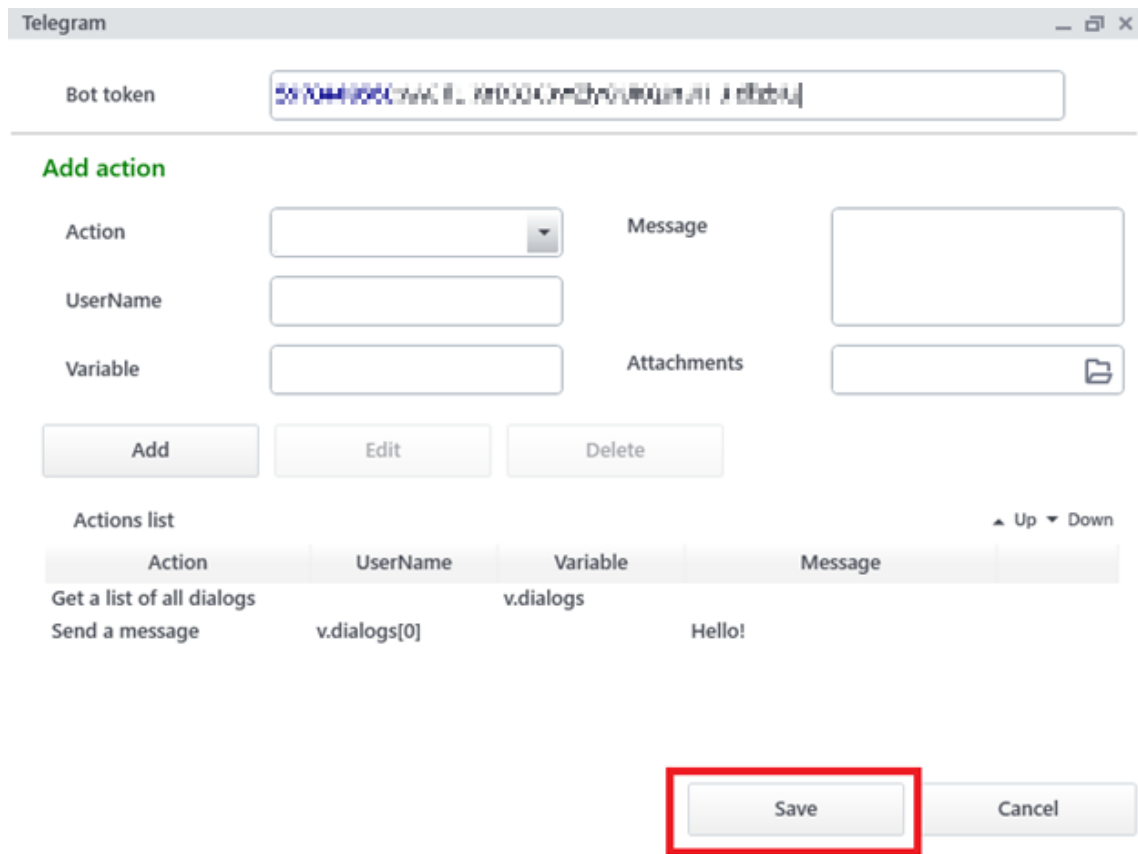 Telegram
Bot token
Add action
Action
Message
UserName
Variable
Attachments
Add Edit Delete
Actions list Up Down
Action UserName Variable Message
Get a list of all dialogs v.dialogs
Send a message v.dialogs[0] Hello!
Save Cancel